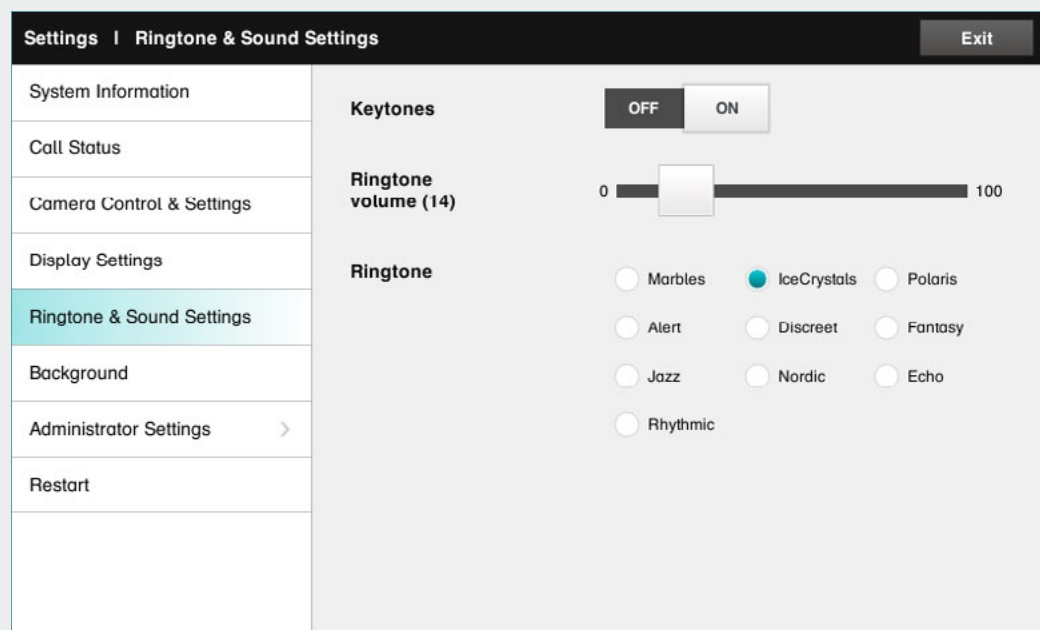 Settings | Ringtone & Sound Settings Exit
System Information
Call Status
Camera Control & Settings
Display Settings
Ringtone & Sound Settings
Background
Administrator Settings
Restart
Keytones OFF ON
Ringtone
volume (14)
0 100
Ringtone
Marbles IceCrystals Polaris
Alert Discreet Fantasy
Jazz Nordic Echo
Rhythmic